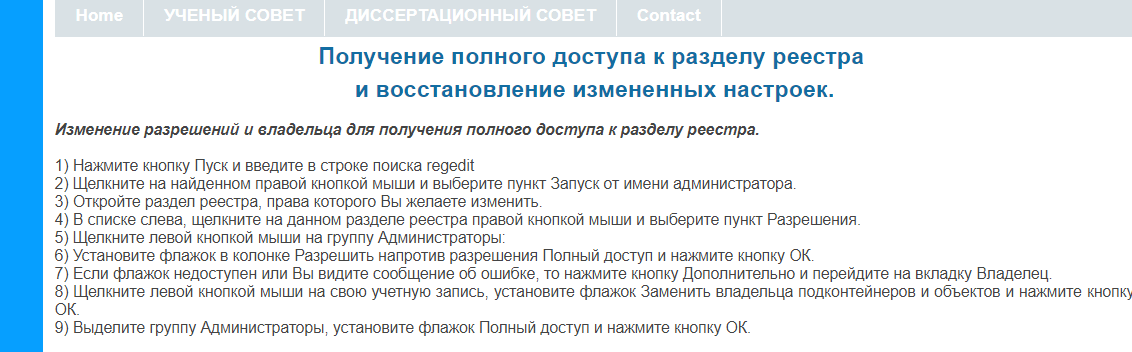 Home УЧЕНЫЙ СОВЕТ ДИССЕРТАЦИОННЫЙ СОВЕТ Contact
Получение полного доступа к разделу реестра
и восстановление измененных настроек.
Изменение разрешений и владельца для получения полного доступа к разделу реестра.
1) Нажмите кнопку Пуск и введите в строке поиска regedit
2) Щелкните на найденном правой кнопкой мыши и выберите пункт Запуск от имени администратора.
3) Откройте раздел реестра, права которого Вы желаете изменить.
4) В списке слева, щелкните на данном разделе реестра правой кнопкой мыши и выберите пункт Разрешения.
5) Щелкните левой кнопкой мыши на группу Администраторы:
6) Установите флажок в колонке Разрешить напротив разрешения Полный доступ и нажмите кнопку ОК.
7) Если флажок недоступен или Вы видите сообщение об ошибке, то нажмите кнопку Дополнительно и перейдите на вкладку Владелец.
8) Щелкните левой кнопкой мыши на свою учетную запись, установите флажок Заменить владельца подконтейнеров и объектов и нажмите кнопку
ОК.
9) Выделите группу Администраторы, установите флажок Полный доступ и нажмите кнопку ОК.